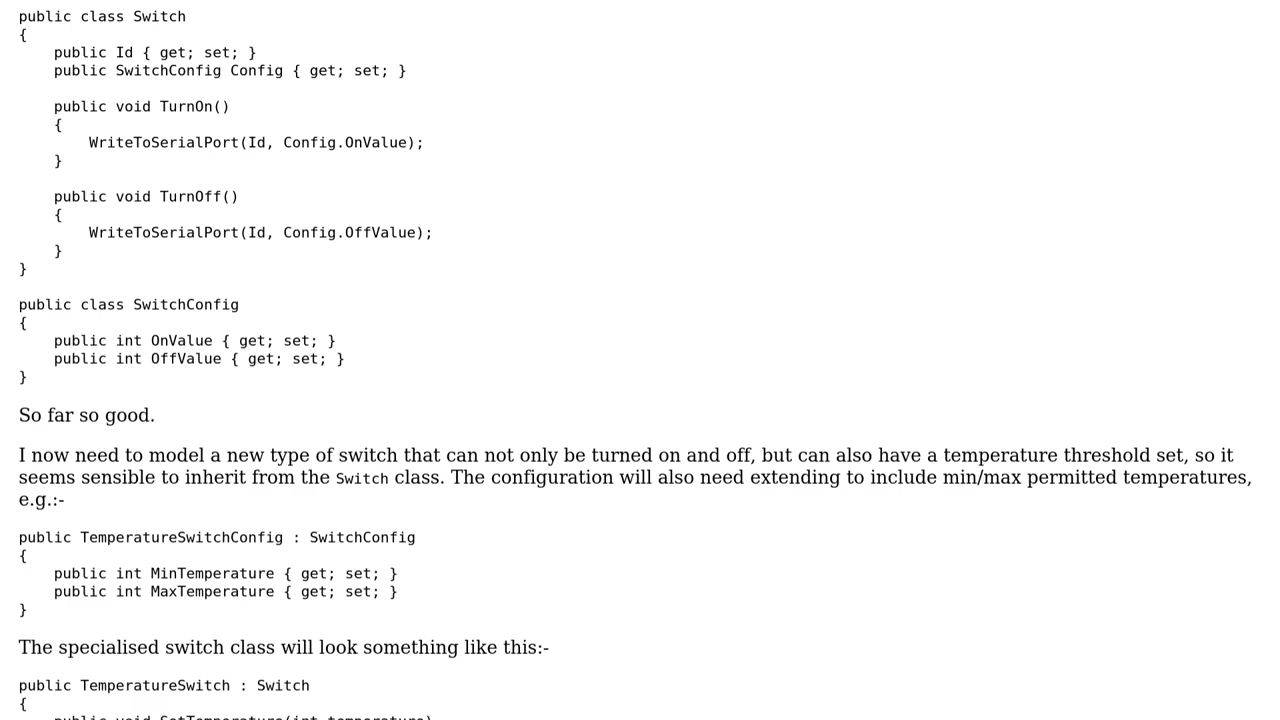 public class Switch
{
    public Id { get; set; }
    public SwitchConfig Config { get; set; }

    public void TurnOn()
    {
        WriteToSerialPort(Id, Config.OnValue);
    }

    public void TurnOff()
    {
        WriteToSerialPort(Id, Config.OffValue);
    }
}

public class SwitchConfig
{
    public int OnValue { get; set; }
    public int OffValue { get; set; }
}

So far so good.

I now need to model a new type of switch that can not only be turned on and off, but can also have a temperature threshold set, so it
seems sensible to inherit from the Switch class. The configuration will also need extending to include min/max permitted temperatures,
e.g.:-

public TemperatureSwitchConfig : SwitchConfig
{
    public int MinTemperature { get; set; }
    public int MaxTemperature { get; set; }
}

The specialised switch class will look something like this:-

public TemperatureSwitch : Switch
{
    public void SetTemperature(int temperature)